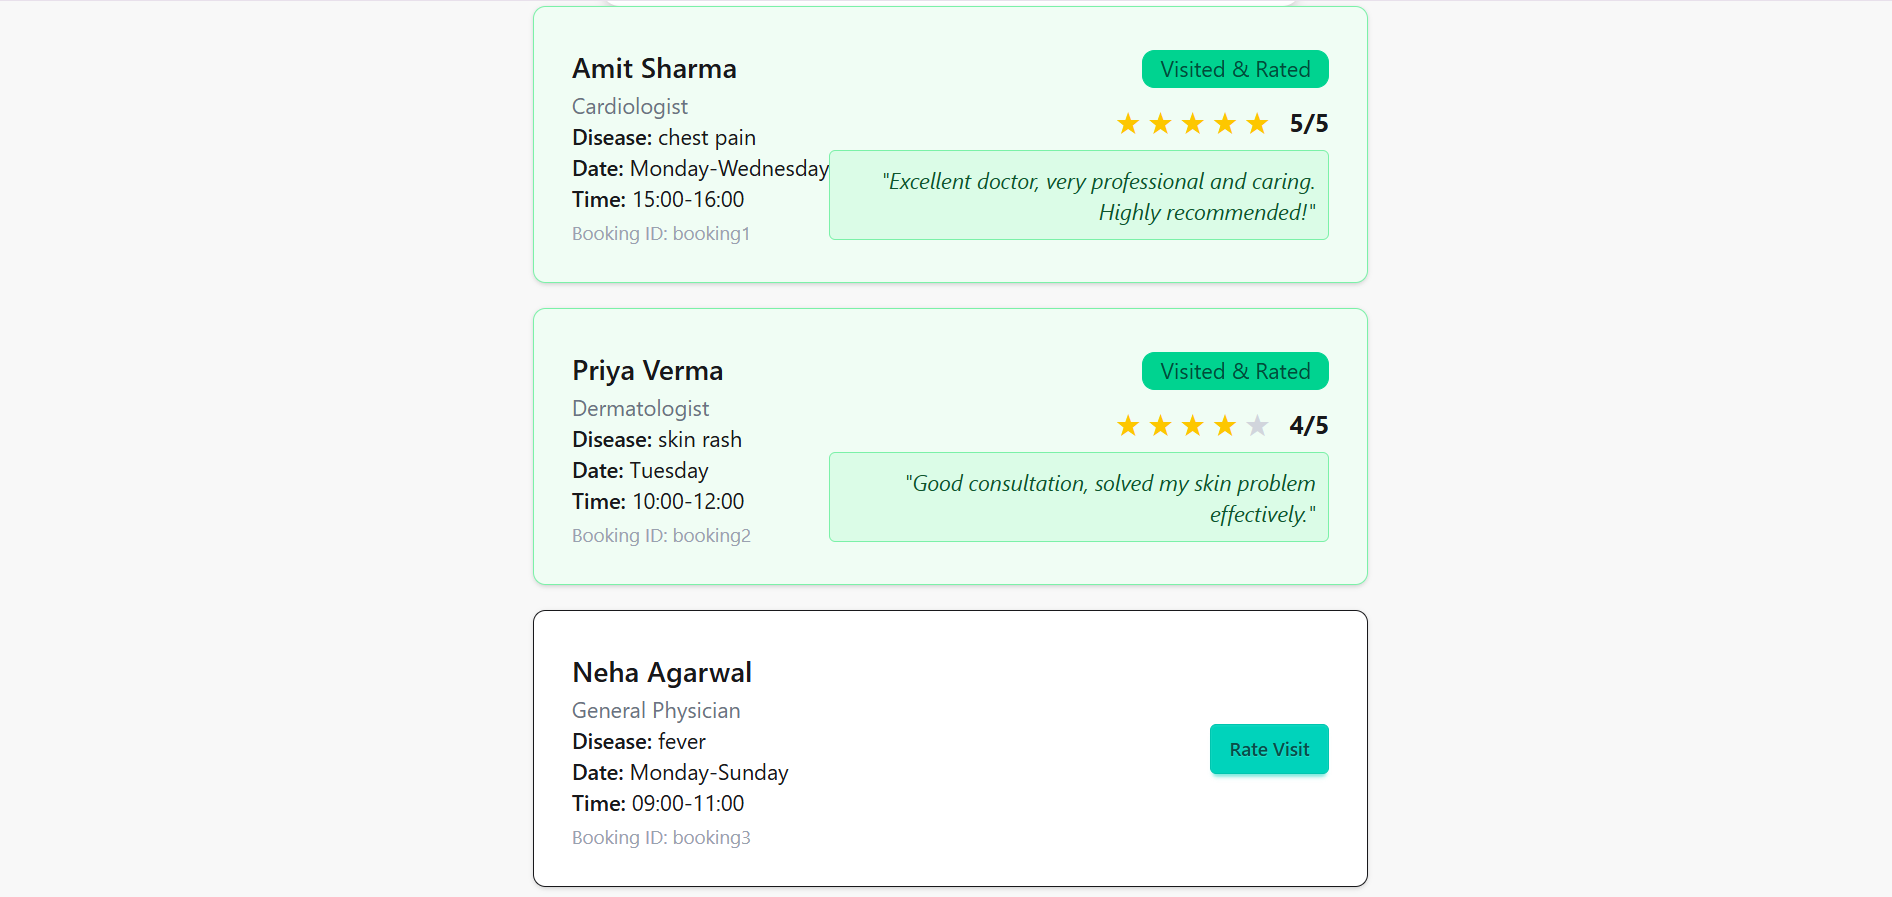 Amit Sharma
Visited & Rated
Cardiologist
5/5
Disease: chest pain
Date: Monday-Wednesday
Time: 15:00-16:00
"Excellent doctor, very professional and caring.
Highly recommended!"
Booking ID: booking1
Priya Verma
Visited & Rated
Dermatologist
4/5
Disease: skin rash
Date: Tuesday
Time: 10:00-12:00
"Good consultation, solved my skin problem
effectively."
Booking ID: booking2
Neha Agarwal
General Physician
Disease: fever
Date: Monday-Sunday
Time: 09:00-11:00
Booking ID: booking3
Rate Visit